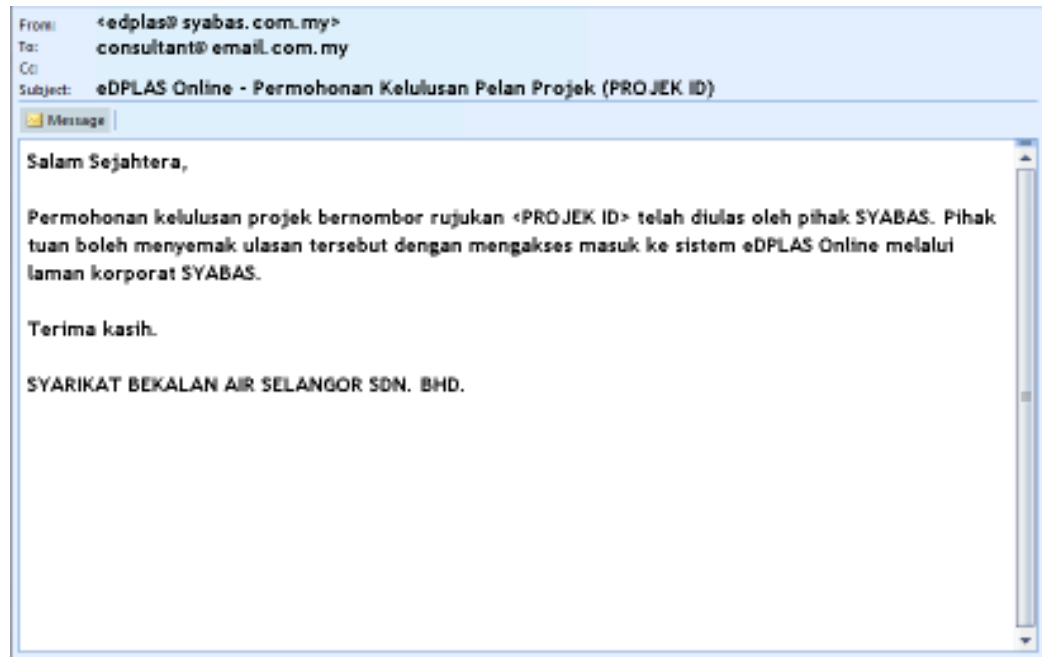 From: <edplas@ syabas.com.my>
To: consultant@ email.com.my
Cc:
Subject: eDPLAS Online - Permohonan Kelulusan Pelan Projek (PROJEK ID)
Message
Salam Sejahtera,
Permohonan kelulusan projek bernombor rujukan <PROJEK ID> telah diulas oleh pihak SYABAS. Pihak
tuan boleh menyemak ulasan tersebut dengan mengakses masuk ke sistem eDPLAS Online melalui
laman korporat SYABAS.
Terima kasih.
SYARIKAT BEKALAN AIR SELANGOR SDN. BHD.